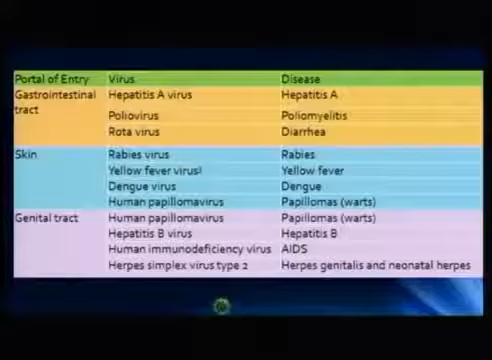 Portal of Entry Virus Disease
Gastrointestinal tract Hepatitis A virus Hepatitis A
Poliovirus Poliomyelitis
Rota virus Diarrhea
Skin Rabies virus Rabies
Yellow fever virus Yellow fever
Dengue virus Dengue
Human papillomavirus Papillomas (warts)
Genital tract Human papillomavirus Papillomas (warts)
Hepatitis B virus Hepatitis B
Human immunodeficiency virus AIDS
Herpes simplex virus type 2 Herpes genitalis and neonatal herpes